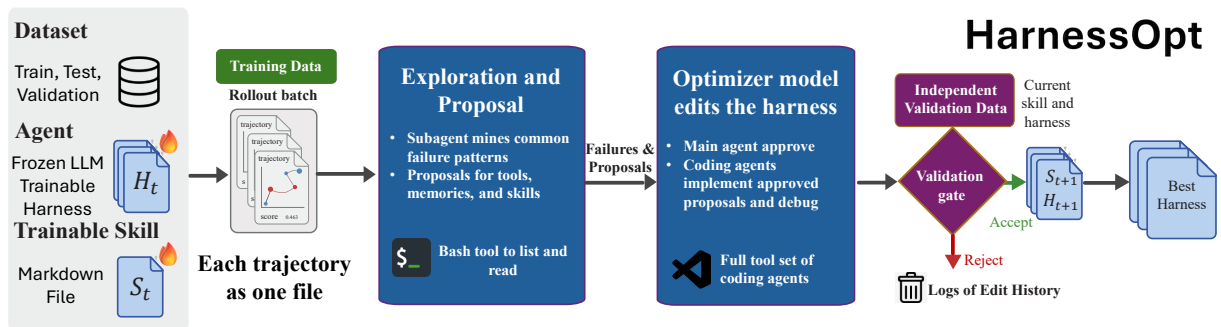 HarnessOpt
Dataset
Train, Test,
Validation
Agent
Frozen LLM
Trainable
Harness
H_t
Trainable Skill
Markdown
File
S_t
Training Data
Rollout batch
trajectory
trajectory
trajectory
s
s
score 0.463
Each trajectory
as one file
Exploration and
Proposal
• Subagent mines common
failure patterns
• Proposals for tools,
memories, and skills
$_
Bash tool to list and
read
Failures &
Proposals
Optimizer model
edits the harness
• Main agent approve
• Coding agents
implement approved
proposals and debug
Full tool set of
coding agents
Independent
Validation Data
Validation
gate
Current
skill and
harness
S_{t+1}
H_{t+1}
Accept
Reject
Logs of Edit History
Best
Harness